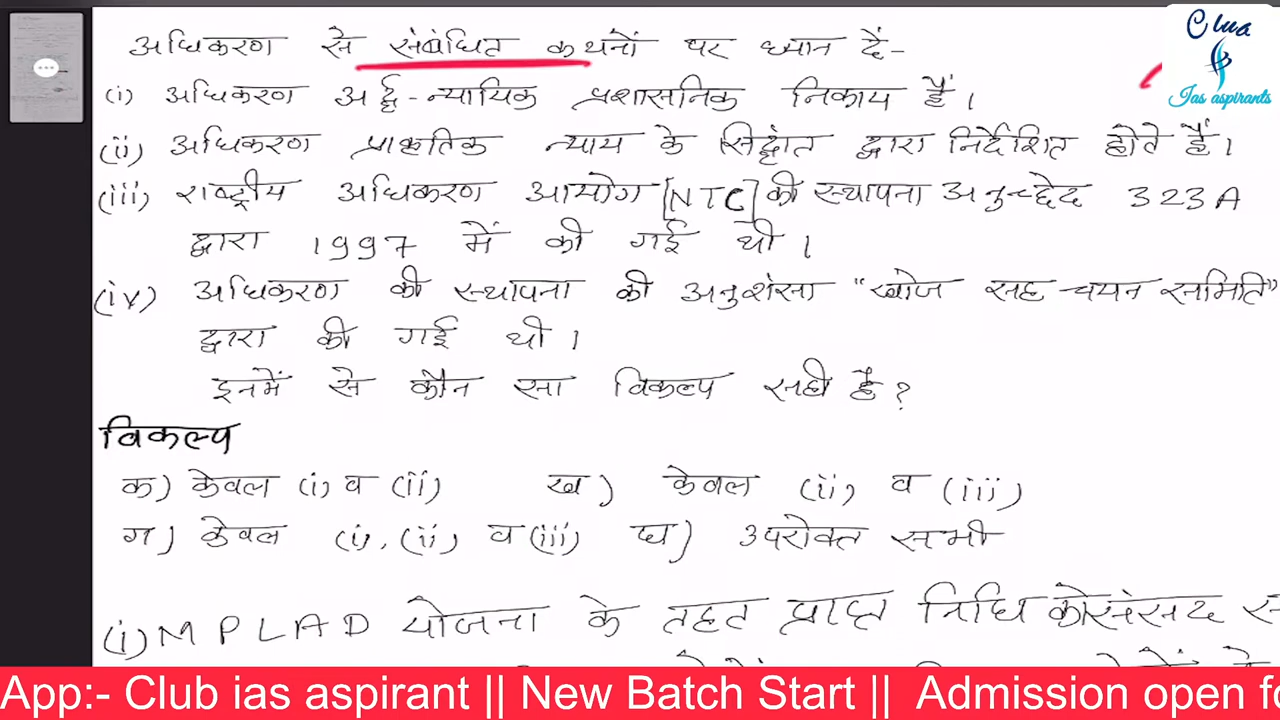 अधिकरण से संबंधित कथनों पर ध्यान दें-
Club
Ias aspirants
(i) अधिकरण अर्द्ध-न्यायिक प्रशासनिक निकाय हैं।
(ii) अधिकरण प्राकृतिक न्याय के सिद्धांत द्वारा निर्देशित होते हैं।
(iii) राष्ट्रीय अधिकरण आयोग [NTC] की स्थापना अनुच्छेद 323A
द्वारा 1997 में की गई थी।
(iv) अधिकरण की स्थापना की अनुशंसा "खोज सह-चयन समिति"
द्वारा की गई थी।
इनमें से कौन सा विकल्प सही है?
विकल्प
क) केवल (i) व (ii) ख) केवल (ii) व (iii)
ग) केवल (i), (ii) व (iii) घ) उपरोक्त सभी
(i) MPLAD योजना के तहत प्राप्त निधि को संसद
App:- Club ias aspirant || New Batch Start || Admission open fo